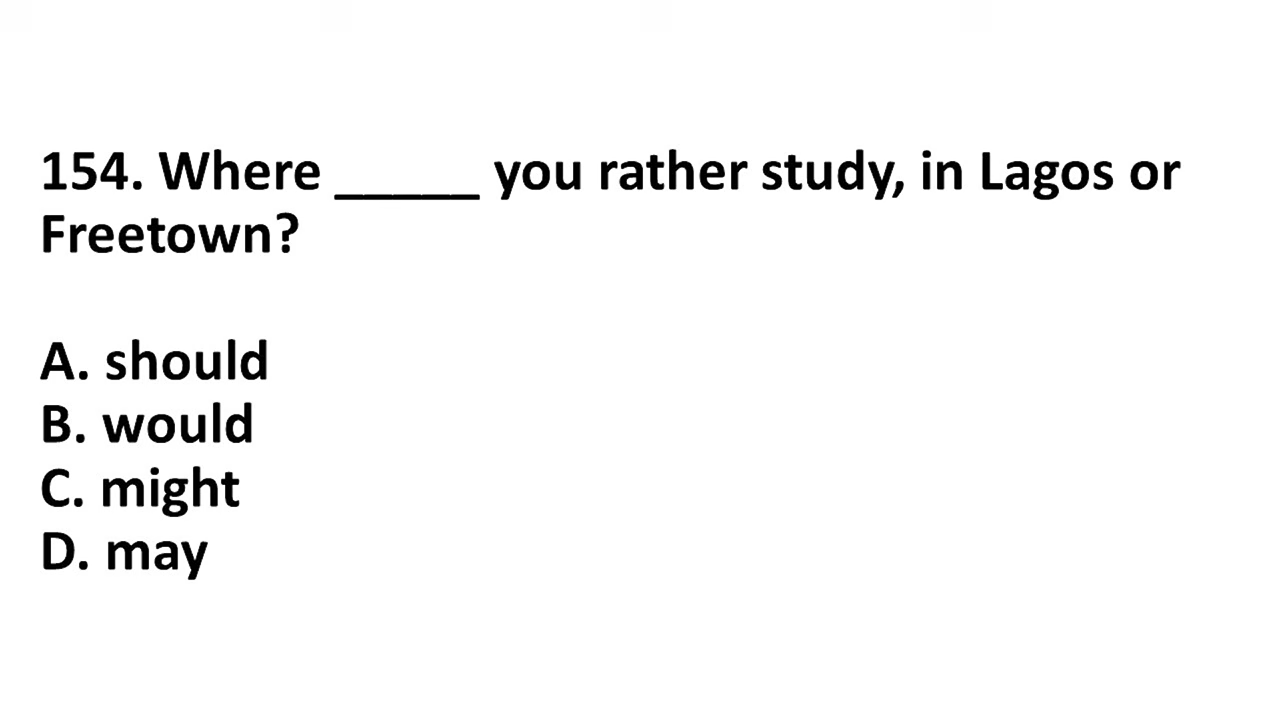 154. Where _____ you rather study, in Lagos or
Freetown?
A. should
B. would
C. might
D. may